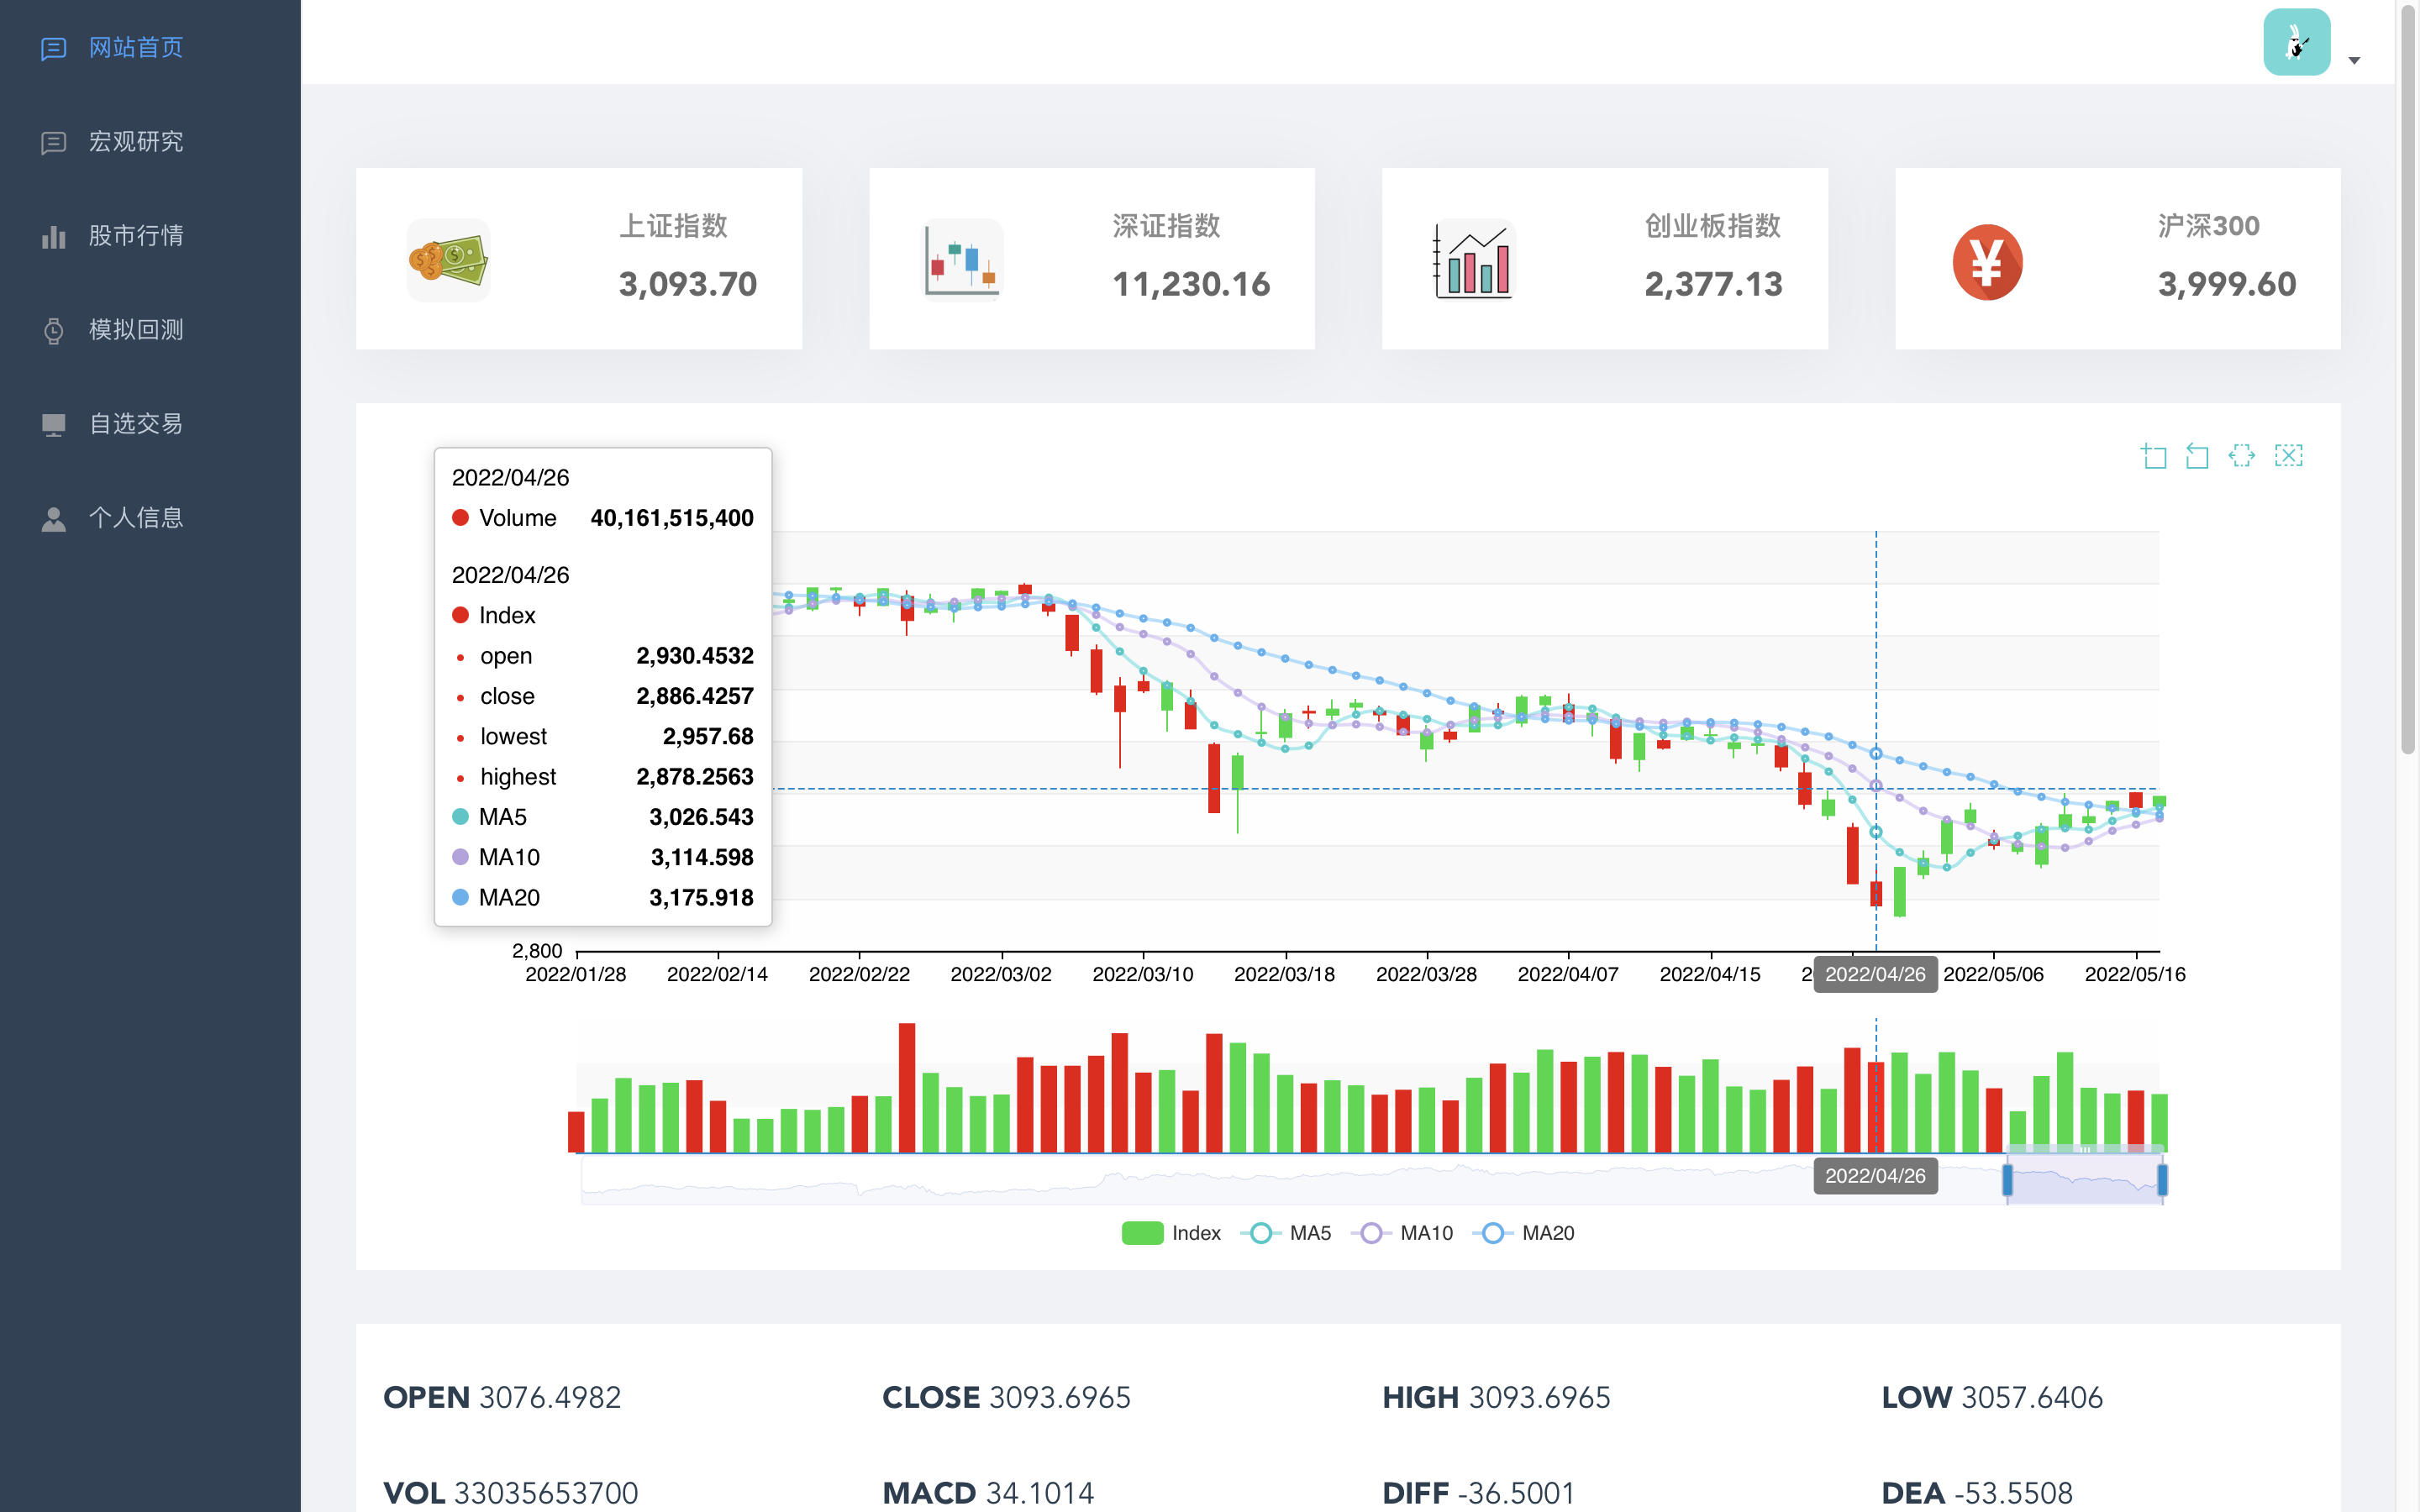 网站首页
宏观研究
股市行情
模拟回测
自选交易
个人信息
上证指数
3,093.70
深证指数
11,230.16
创业板指数
2,377.13
沪深300
3,999.60
2022/04/26
Volume 40,161,515,400
2022/04/26
Index
open 2,930.4532
close 2,886.4257
lowest 2,957.68
highest 2,878.2563
MA5 3,026.543
MA10 3,114.598
MA20 3,175.918
2,800
2022/01/28 2022/02/14 2022/02/22 2022/03/02 2022/03/10 2022/03/18 2022/03/28 2022/04/07 2022/04/15 2022/04/26 2022/05/06 2022/05/16
2022/04/26
Index MA5 MA10 MA20
OPEN 3076.4982 CLOSE 3093.6965 HIGH 3093.6965 LOW 3057.6406
VOL 33035653700 MACD 34.1014 DIFF -36.5001 DEA -53.5508